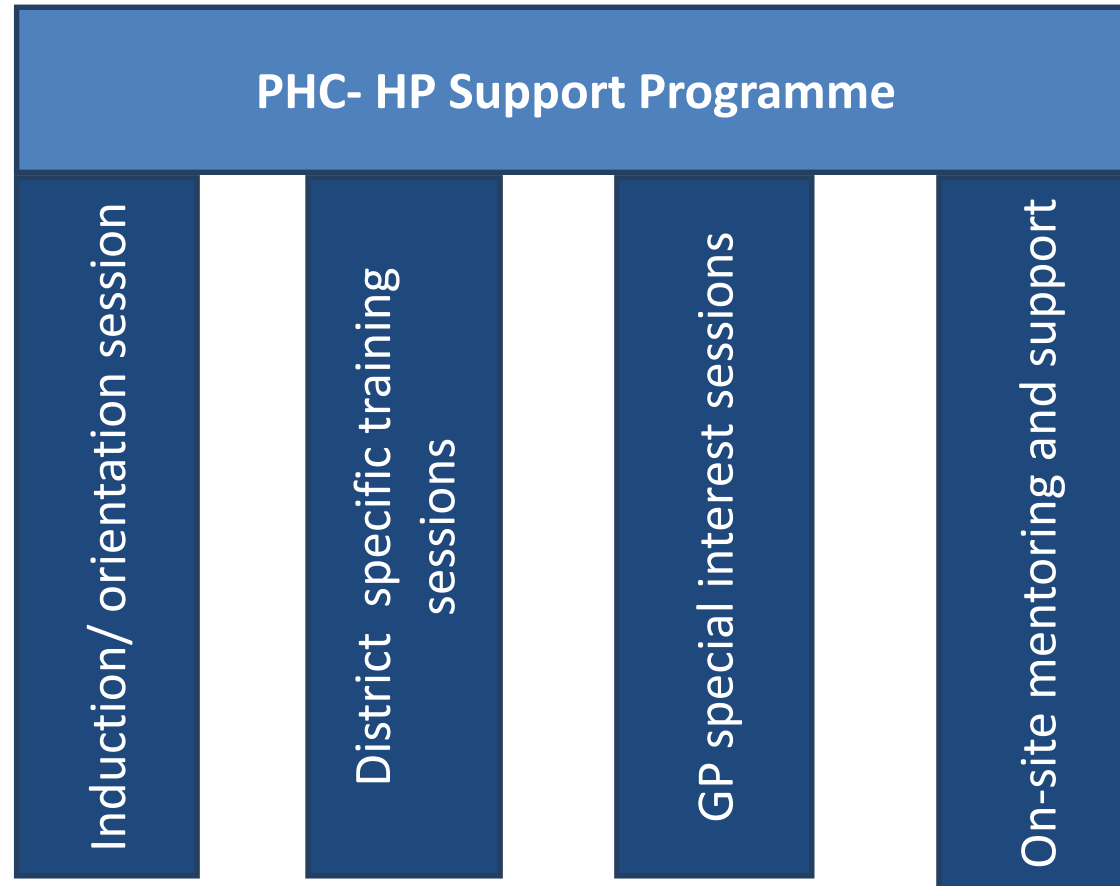 PHC- HP Support Programme
Induction/ orientation session
District  specific training
sessions
GP special interest sessions
On-site mentoring and support